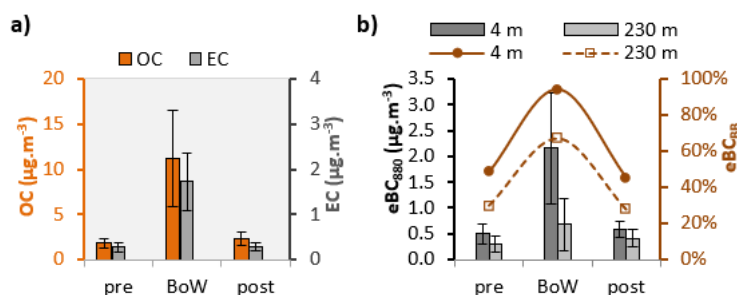 a)
OC EC
OC (µg.m⁻³)
20
15
10
5
0
EC (µg.m⁻³)
4
3
2
1
0
pre BoW post
b)
4 m 230 m
4 m 230 m
eBC₈₈₀ (µg.m⁻³)
3.5
3.0
2.5
2.0
1.5
1.0
0.5
0.0
100%
80%
60%
40%
20%
0%
eBC_BB
pre BoW post